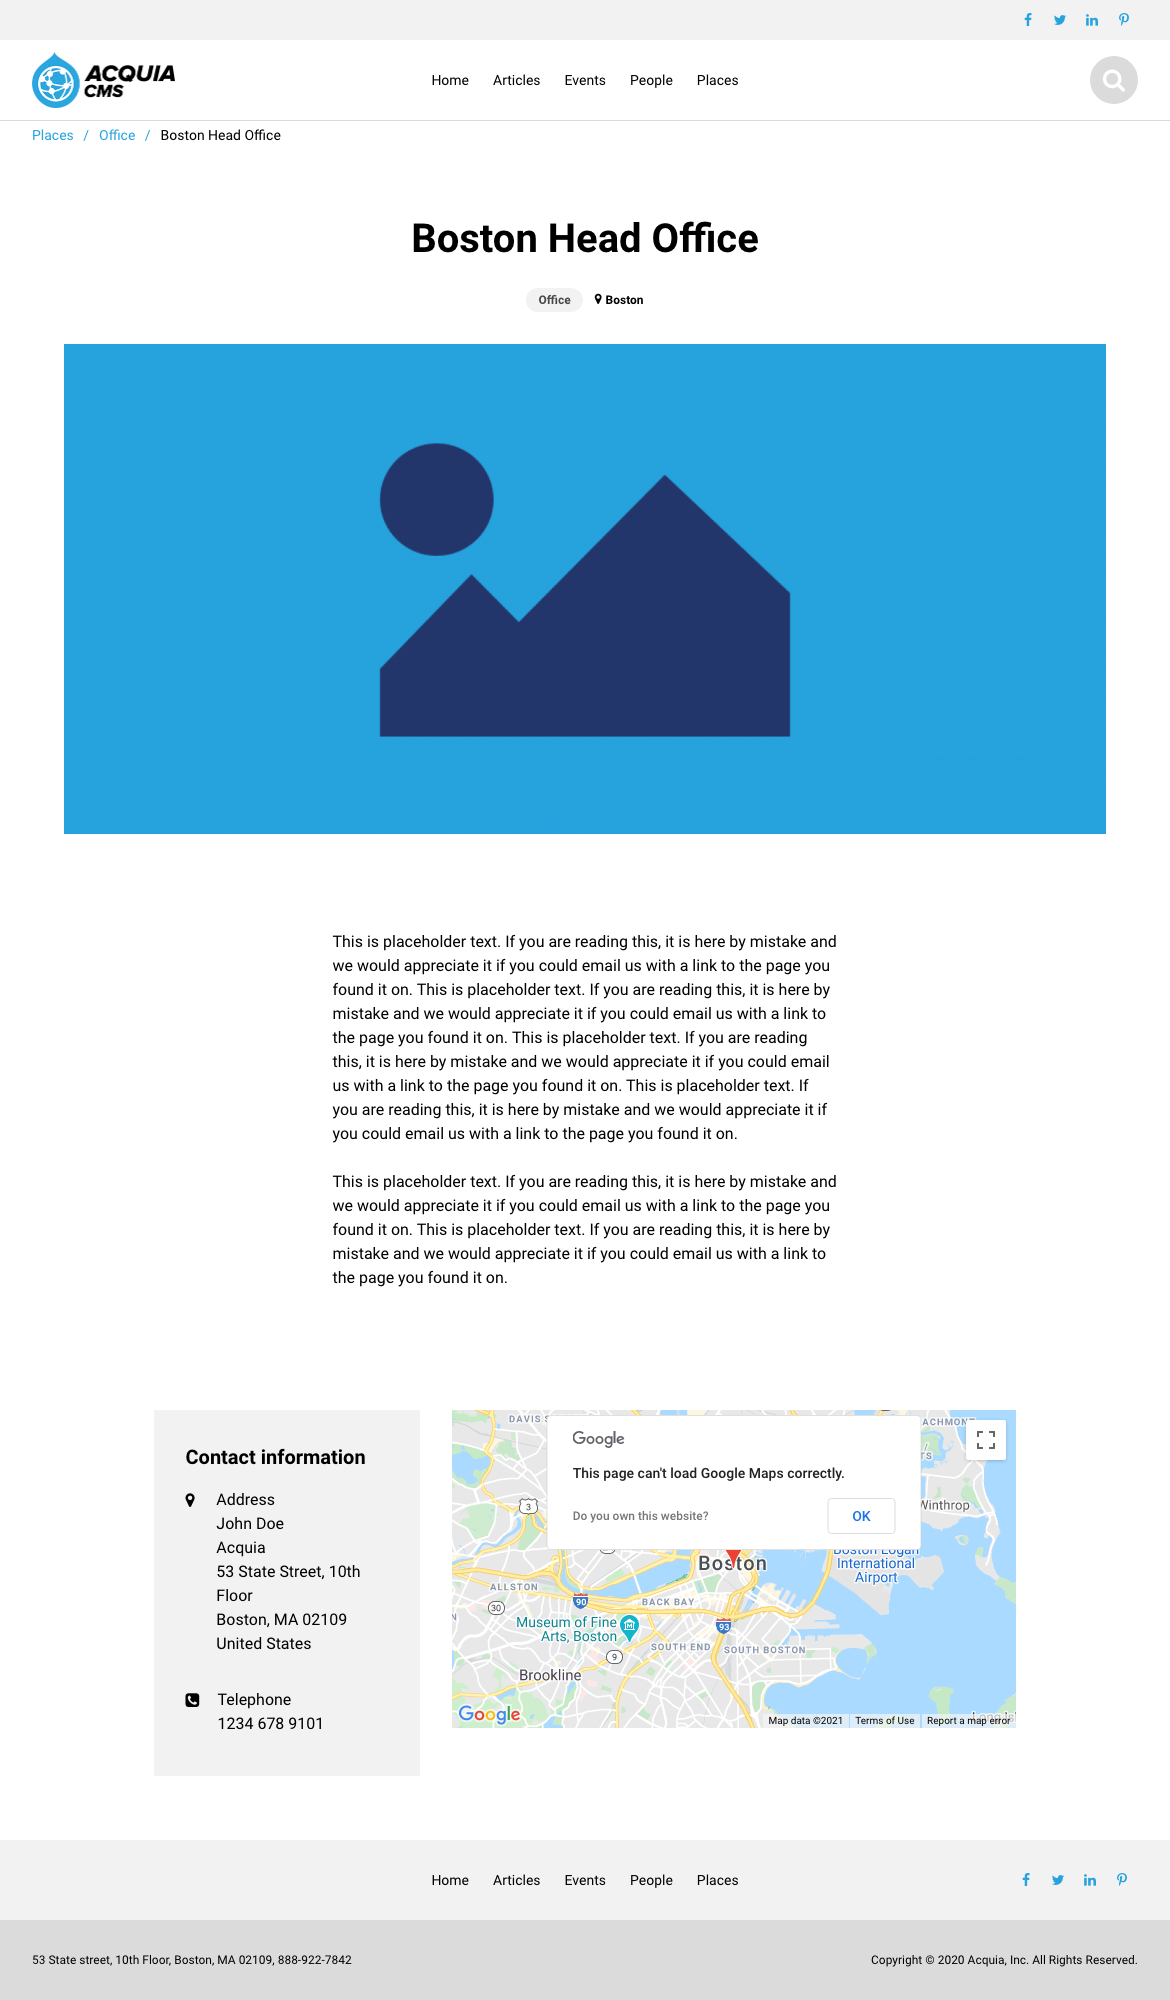 ACQUIA
CMS
Home Articles Events People Places
Places / Office / Boston Head Office
Boston Head Office
Office Boston
This is placeholder text. If you are reading this, it is here by mistake and
we would appreciate it if you could email us with a link to the page you
found it on. This is placeholder text. If you are reading this, it is here by
mistake and we would appreciate it if you could email us with a link to
the page you found it on. This is placeholder text. If you are reading
this, it is here by mistake and we would appreciate it if you could email
us with a link to the page you found it on. This is placeholder text. If
you are reading this, it is here by mistake and we would appreciate it if
you could email us with a link to the page you found it on.
This is placeholder text. If you are reading this, it is here by mistake and
we would appreciate it if you could email us with a link to the page you
found it on. This is placeholder text. If you are reading this, it is here by
mistake and we would appreciate it if you could email us with a link to
the page you found it on.
Contact information
Address
John Doe
Acquia
53 State Street, 10th
Floor
Boston, MA 02109
United States
Telephone
1234 678 9101
DAVIS
Google
This page can't load Google Maps correctly.
Do you own this website?
OK
3
Winthrop
Boston
Boston Logan
International
Airport
ALLSTON
90
30
BACK BAY
Museum of Fine
Arts, Boston
93
SOUTH END
SOUTH BOSTON
9
Brookline
Google
Map data ©2021
Terms of Use
Report a map error
Home Articles Events People Places
53 State street, 10th Floor, Boston, MA 02109, 888-922-7842
Copyright © 2020 Acquia, Inc. All Rights Reserved.